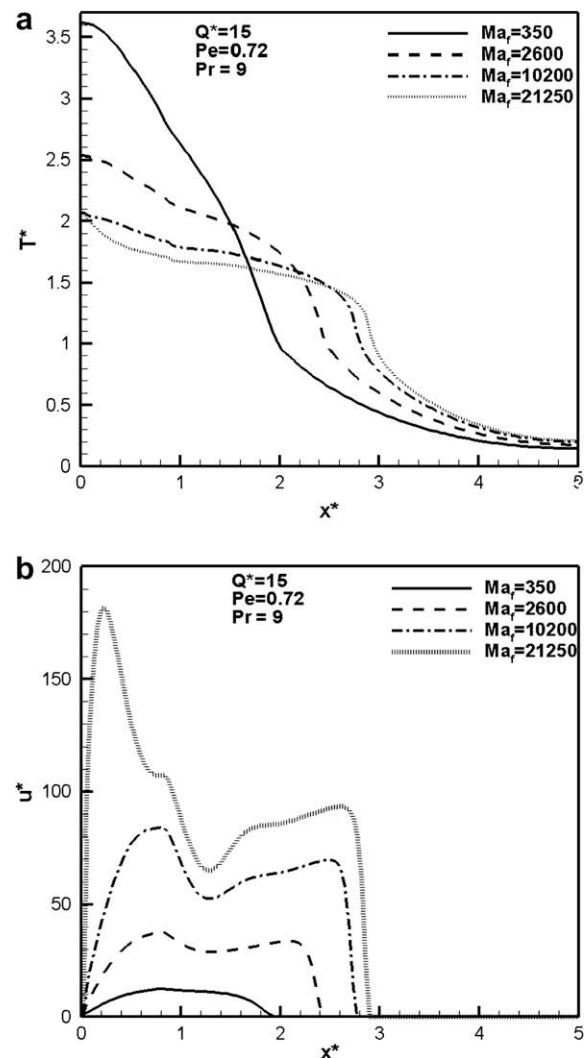 a
Q*=15
Pe=0.72
Pr = 9
Ma_f=350
Ma_f=2600
Ma_f=10200
Ma_f=21250
T*
3.5
3
2.5
2
1.5
1
0.5
0
0 1 2 3 4 5
x*
b
Q*=15
Pe=0.72
Pr = 9
Ma_f=350
Ma_f=2600
Ma_f=10200
Ma_f=21250
u*
200
150
100
50
0
0 1 2 3 4 5
x*